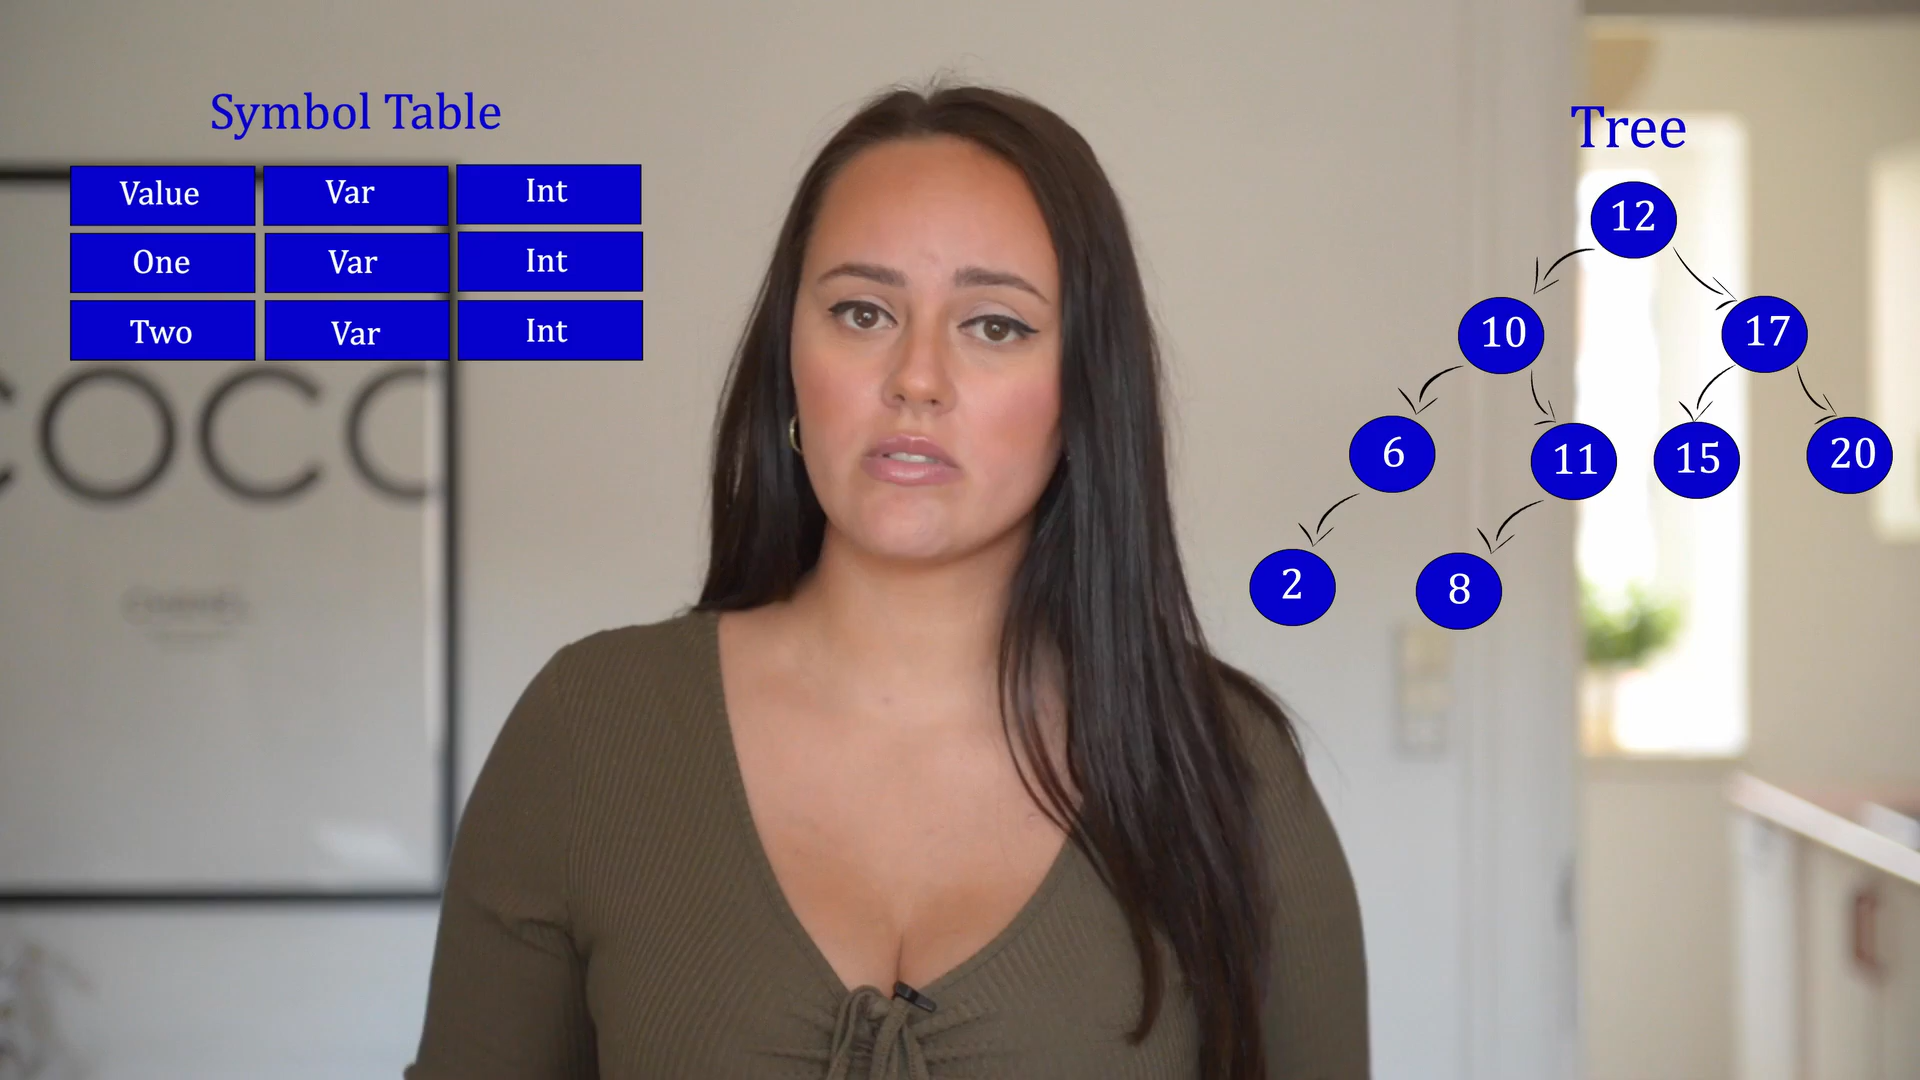 Symbol Table
Value Var Int
One Var Int
Two Var Int
COCO
CHANEL
Tree
12
10 17
6 11 15 20
2 8